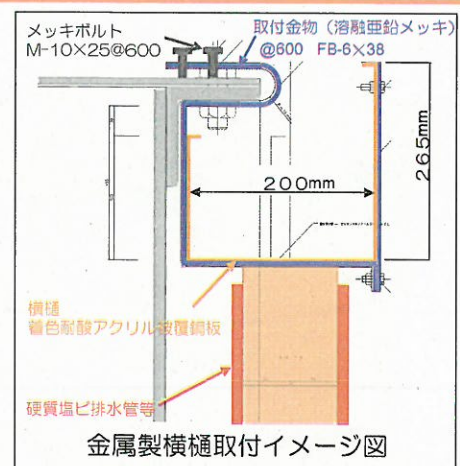 メッキボルト
M-10×25@600
取付金物（溶融亜鉛メッキ）
@600 FB-6×38
200mm
265mm
横樋
着色耐酸アクリル被覆鋼板
硬質塩ビ排水管等
金属製横樋取付イメージ図